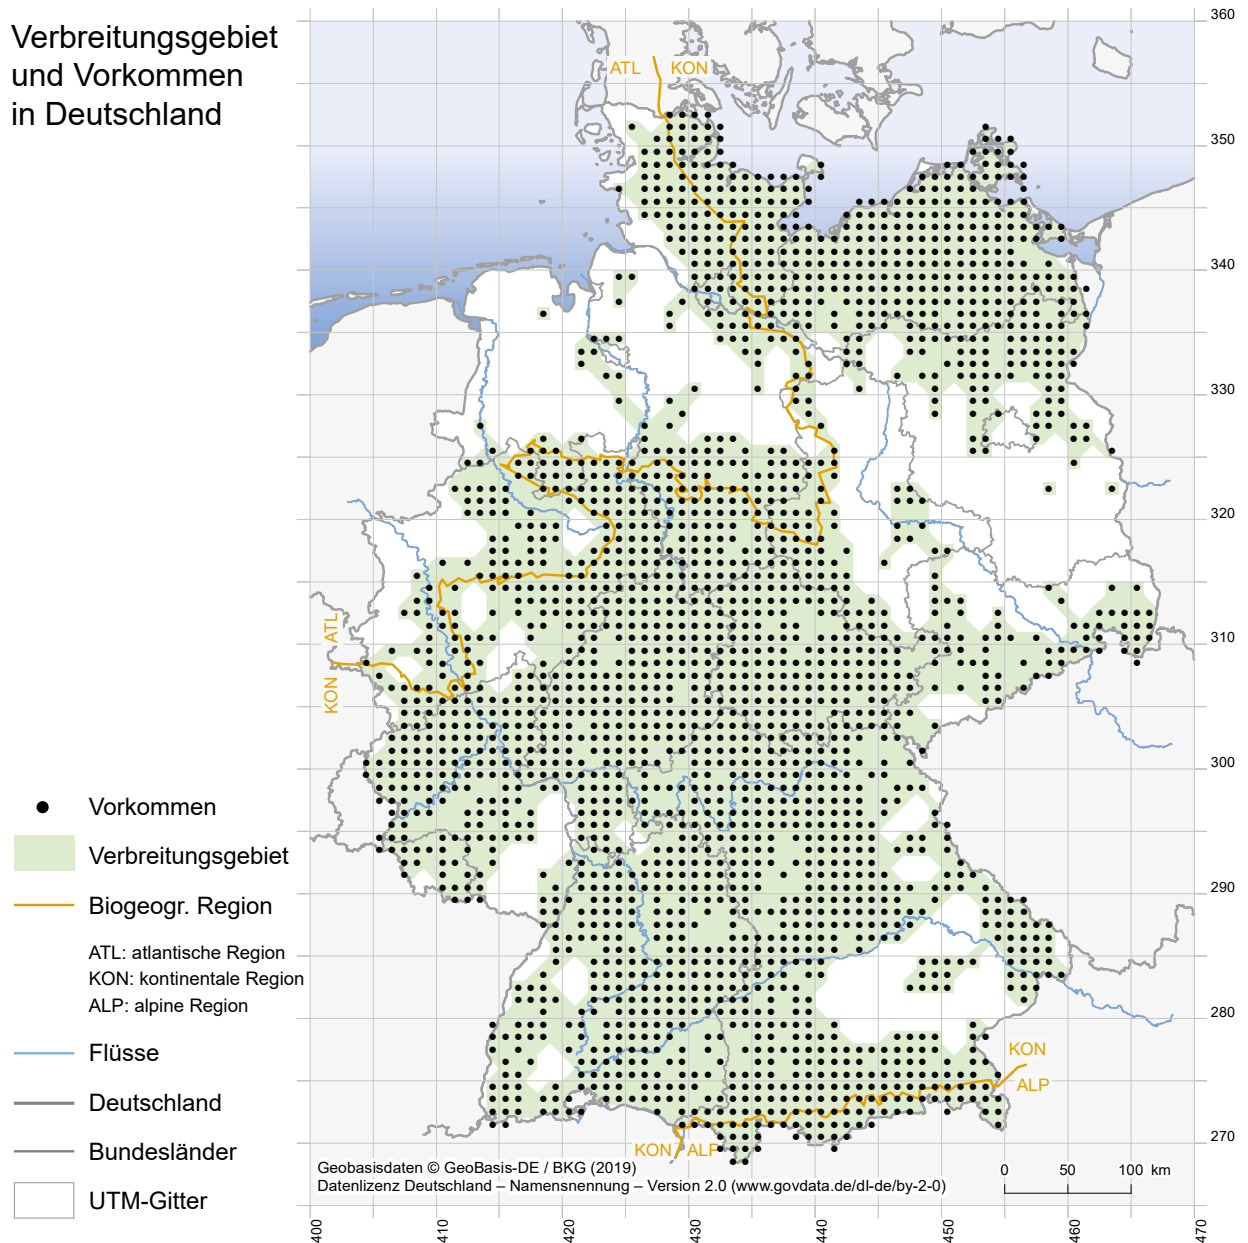 Verbreitungsgebiet
und Vorkommen
in Deutschland
ATL
KON
360
350
340
330
320
310
300
290
280
270
ATL
KON
Vorkommen
Verbreitungsgebiet
Biogeogr. Region
ATL: atlantische Region
KON: kontinentale Region
ALP: alpine Region
Flüsse
Deutschland
Bundesländer
UTM-Gitter
KON
ALP
KON
ALP
Geobasisdaten © GeoBasis-DE / BKG (2019)
Datenlizenz Deutschland – Namensnennung – Version 2.0 (www.govdata.de/dl-de/by-2-0)
0 50 100 km
400 410 420 430 440 450 460 470